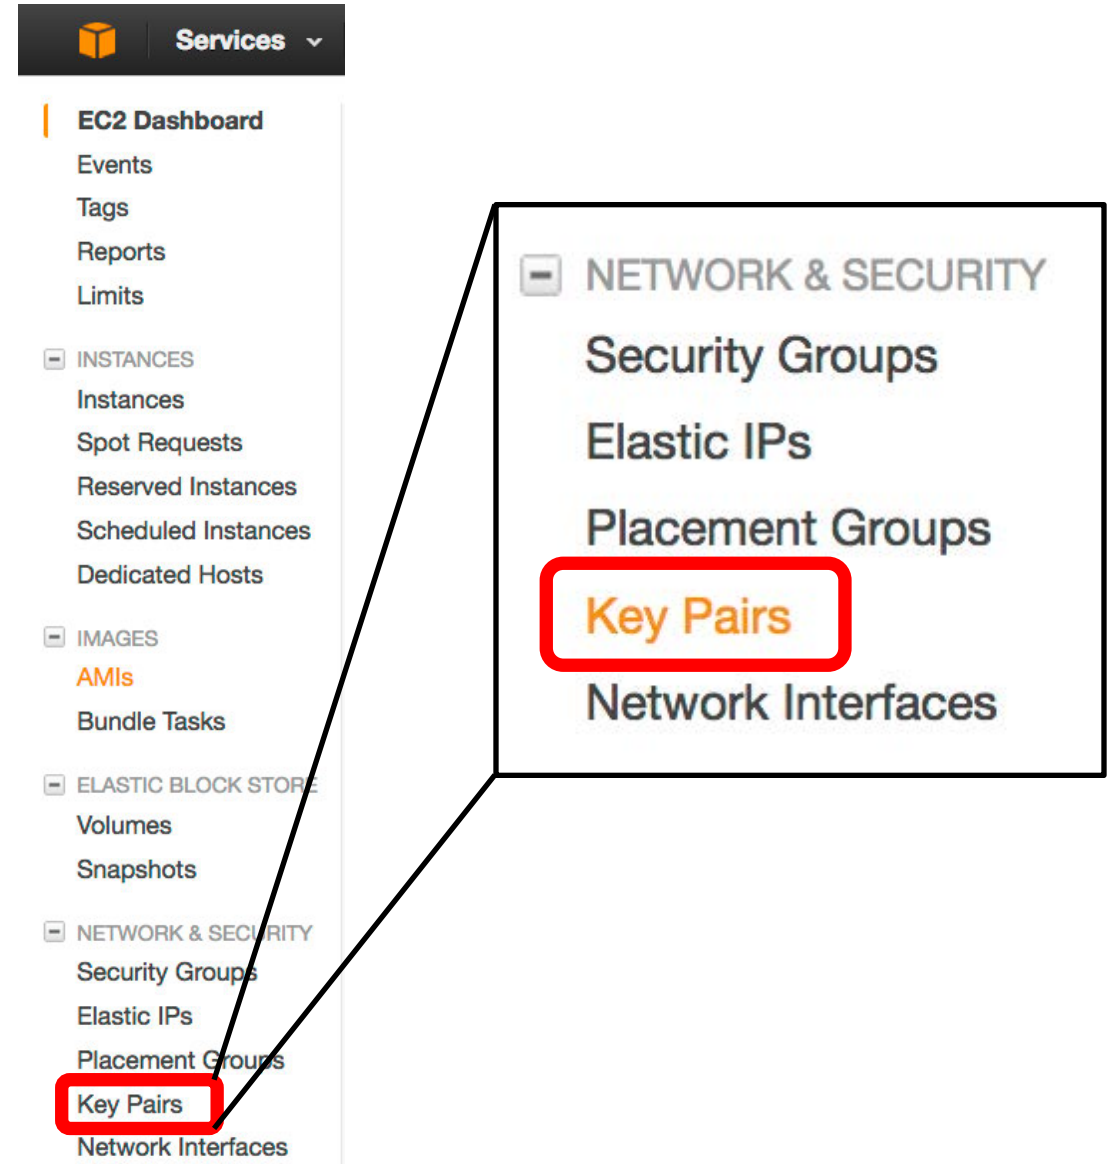 Services
EC2 Dashboard
Events
Tags
Reports
Limits
INSTANCES
Instances
Spot Requests
Reserved Instances
Scheduled Instances
Dedicated Hosts
IMAGES
AMIs
Bundle Tasks
ELASTIC BLOCK STORE
Volumes
Snapshots
NETWORK & SECURITY
Security Groups
Elastic IPs
Placement Groups
Key Pairs
Network Interfaces
NETWORK & SECURITY
Security Groups
Elastic IPs
Placement Groups
Key Pairs
Network Interfaces